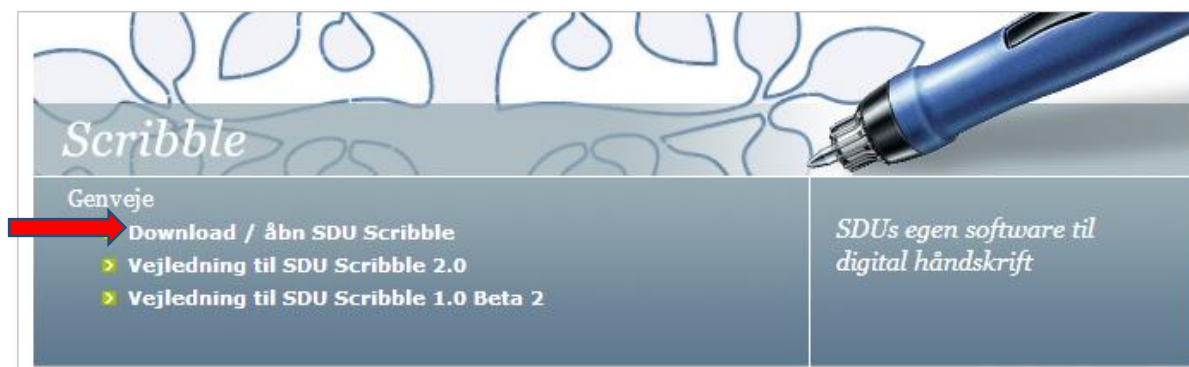 Scribble
Genveje
Download / åbn SDU Scribble
Vejledning til SDU Scribble 2.0
Vejledning til SDU Scribble 1.0 Beta 2
SDUs egen software til
digital håndskrift